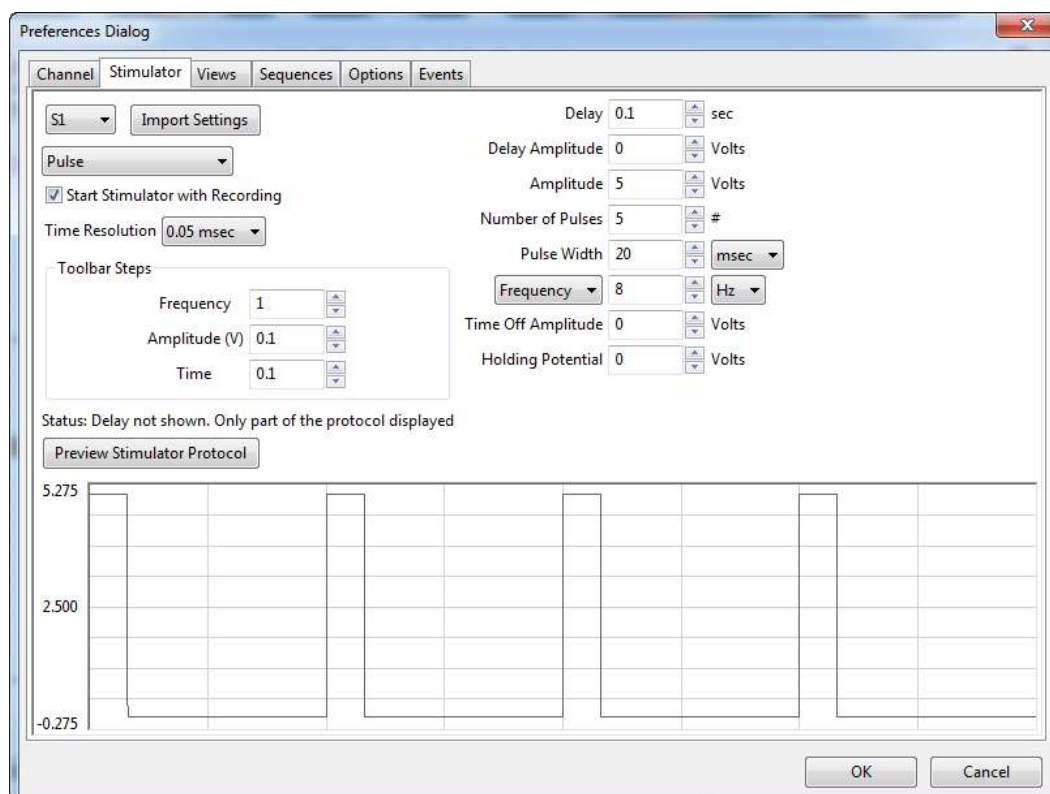 Preferences Dialog
Channel Stimulator Views Sequences Options Events
S1 Import Settings
Pulse
Start Stimulator with Recording
Time Resolution 0.05 msec
Toolbar Steps
Frequency 1
Amplitude (V) 0.1
Time 0.1
Delay 0.1 sec
Delay Amplitude 0 Volts
Amplitude 5 Volts
Number of Pulses 5 #
Pulse Width 20 msec
Frequency 8 Hz
Time Off Amplitude 0 Volts
Holding Potential 0 Volts
Status: Delay not shown. Only part of the protocol displayed
Preview Stimulator Protocol
5.275
2.500
-0.275
OK Cancel